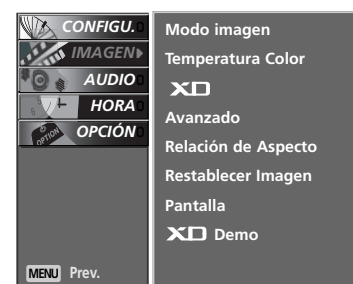 CONFIGU.
IMAGEN
AUDIO
HORA
OPCIÓN
OPTION
MENU Prev.
Modo imagen
Temperatura Color
XD
Avanzado
Relación de Aspecto
Restablecer Imagen
Pantalla
XD Demo